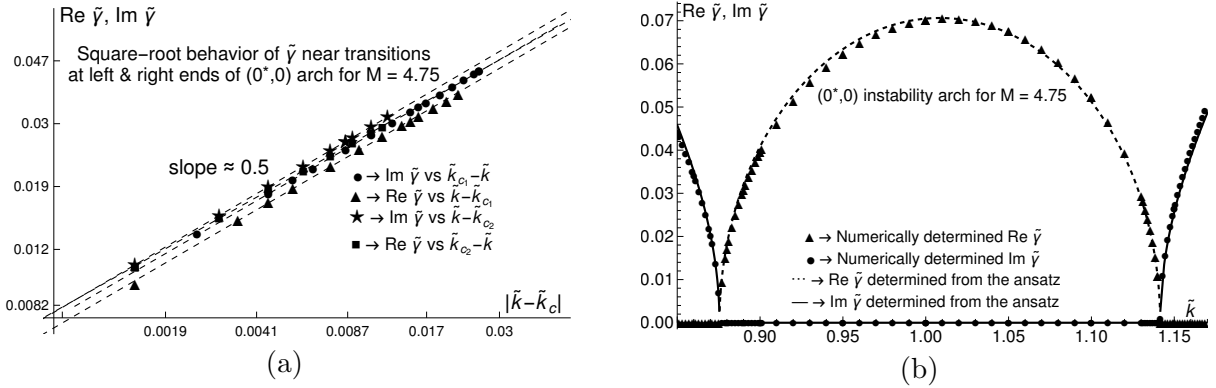 Re γ̃, Im γ̃
Square−root behavior of γ̃ near transitions
at left & right ends of (0*,0) arch for M = 4.75
0.047
0.03
0.019
0.012
0.0082
slope ≈ 0.5
● → Im γ̃ vs k̃c₁−k̃
▲ → Re γ̃ vs k̃−k̃c₁
★ → Im γ̃ vs k̃−k̃c₂
■ → Re γ̃ vs k̃c₂−k̃
|k̃−k̃c|
0.0019 0.0041 0.0087 0.017 0.03
(a)
Re γ̃, Im γ̃
0.07
0.06
0.05
0.04
0.03
0.02
0.01
0.00
(0*,0) instability arch for M = 4.75
▲ → Numerically determined Re γ̃
● → Numerically determined Im γ̃
····· → Re γ̃ determined from the ansatz
— → Im γ̃ determined from the ansatz
k̃
0.90 0.95 1.00 1.05 1.10 1.15
(b)